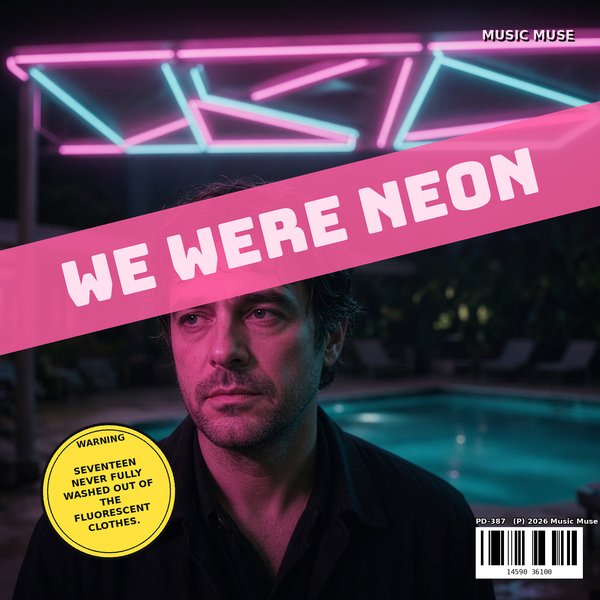 MUSIC MUSE
WE WERE NEON
WARNING
SEVENTEEN
NEVER FULLY
WASHED OUT OF
THE
FLUORESCENT
CLOTHES.
PD-387 (P) 2026 Music Muse
14590 36100